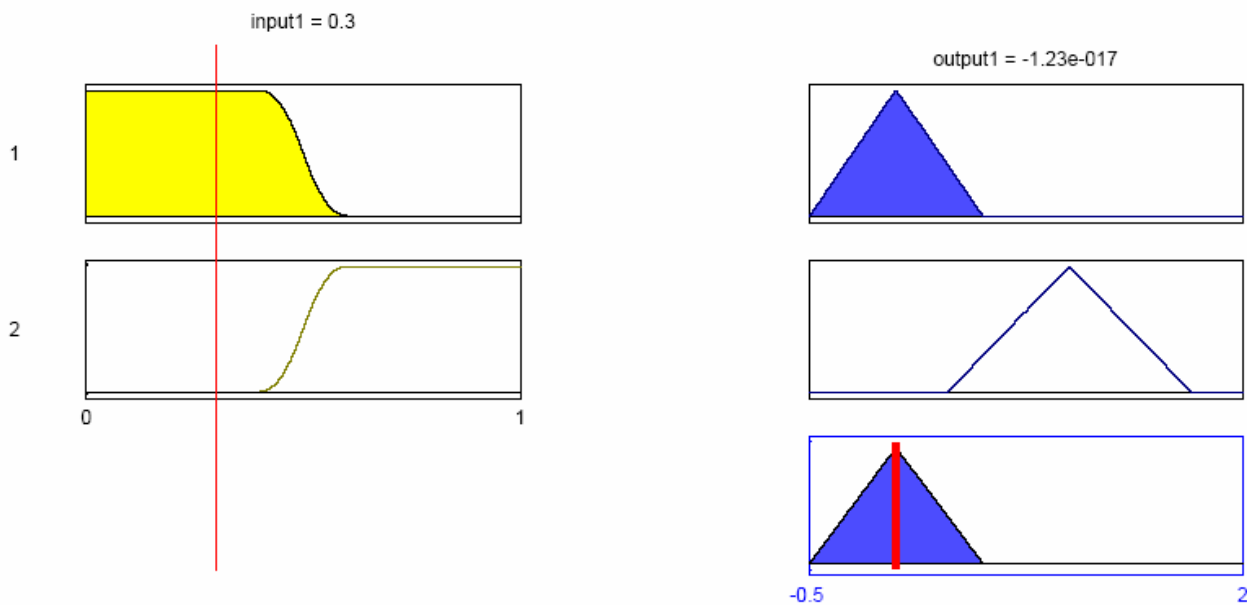 input1 = 0.3
output1 = -1.23e-017
1
2
0 1
-0.5 2